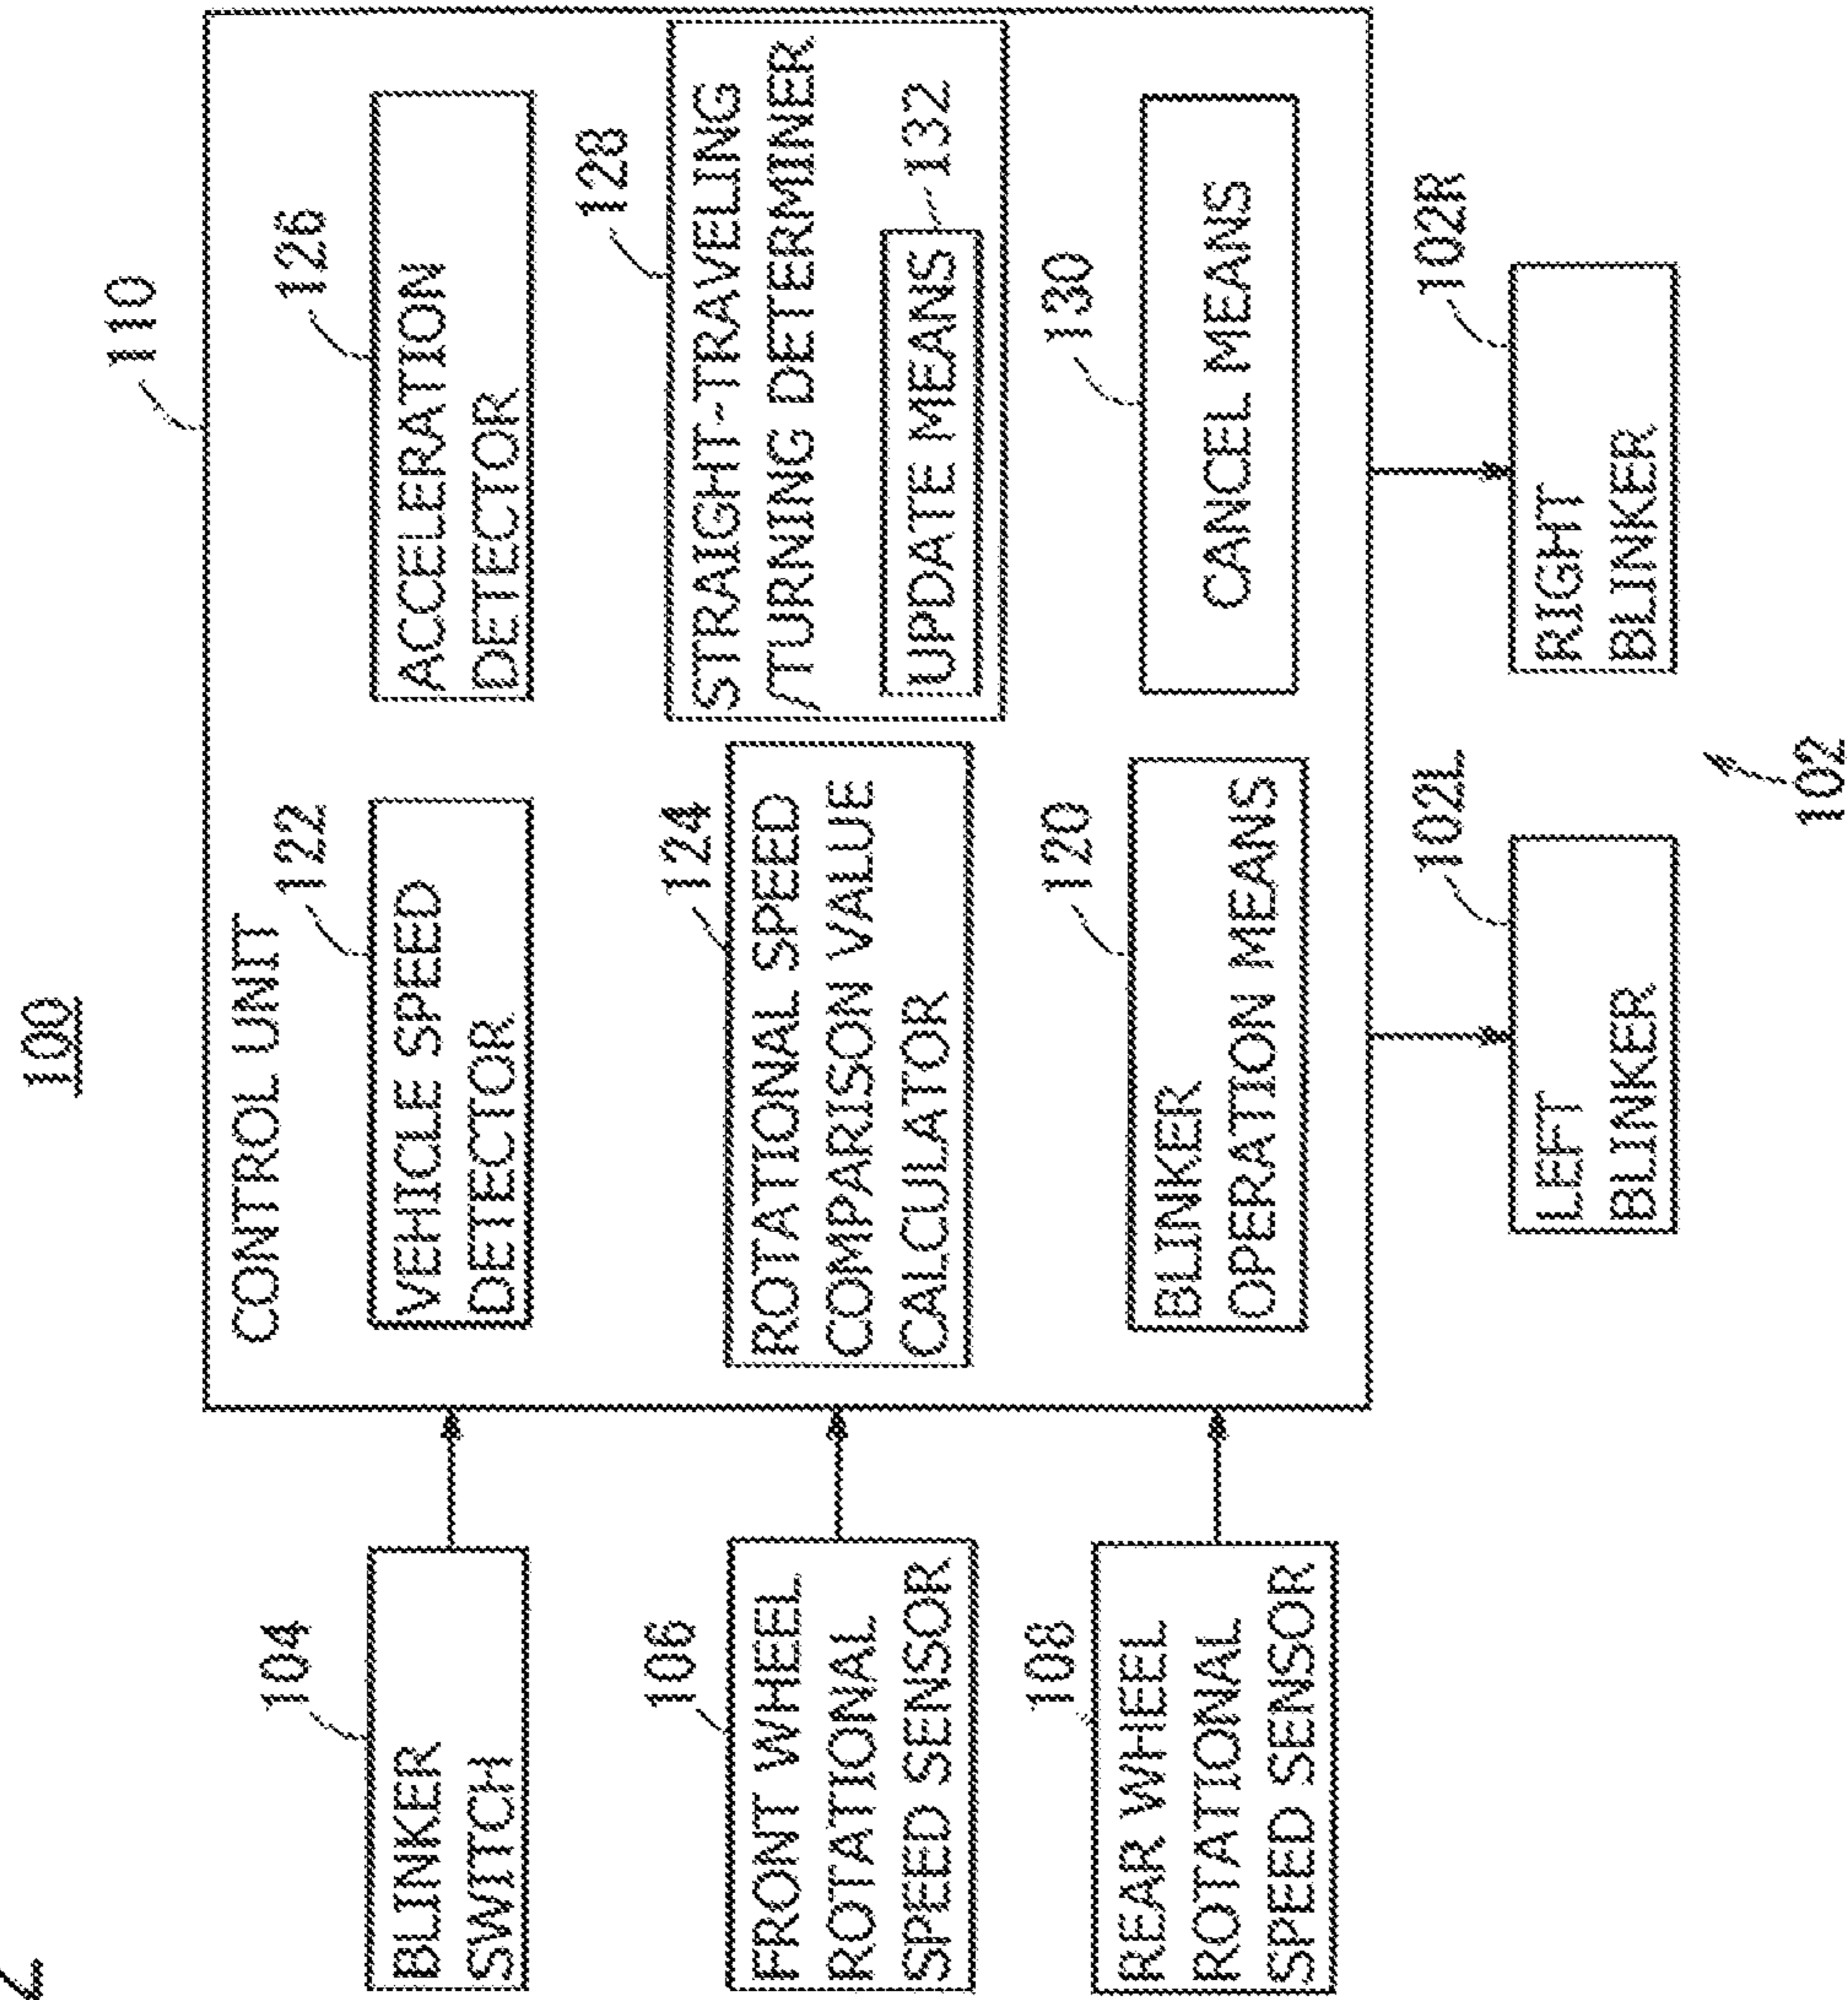 100
110
CONTROL UNIT
104
BLINKER
SWITCH
122
VEHICLE SPEED
DETECTOR
126
ACCELERATION
DETECTOR
106
FRONT WHEEL
ROTATIONAL
SPEED SENSOR
124
ROTATIONAL SPEED
COMPARISON VALUE
CALCULATOR
128
STRAIGHT-TRAVELING
/TURNING DETERMINER
UPDATE MEANS
132
108
REAR WHEEL
ROTATIONAL
SPEED SENSOR
120
BLINKER
OPERATION MEANS
130
CANCEL MEANS
102L
LEFT
BLINKER
102R
RIGHT
BLINKER
102